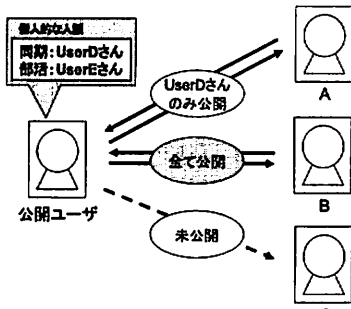 個人的な人脈
同期:UserDさん
部活:UserEさん
UserDさん
のみ公開
A
全て公開
公開ユーザ
B
未公開